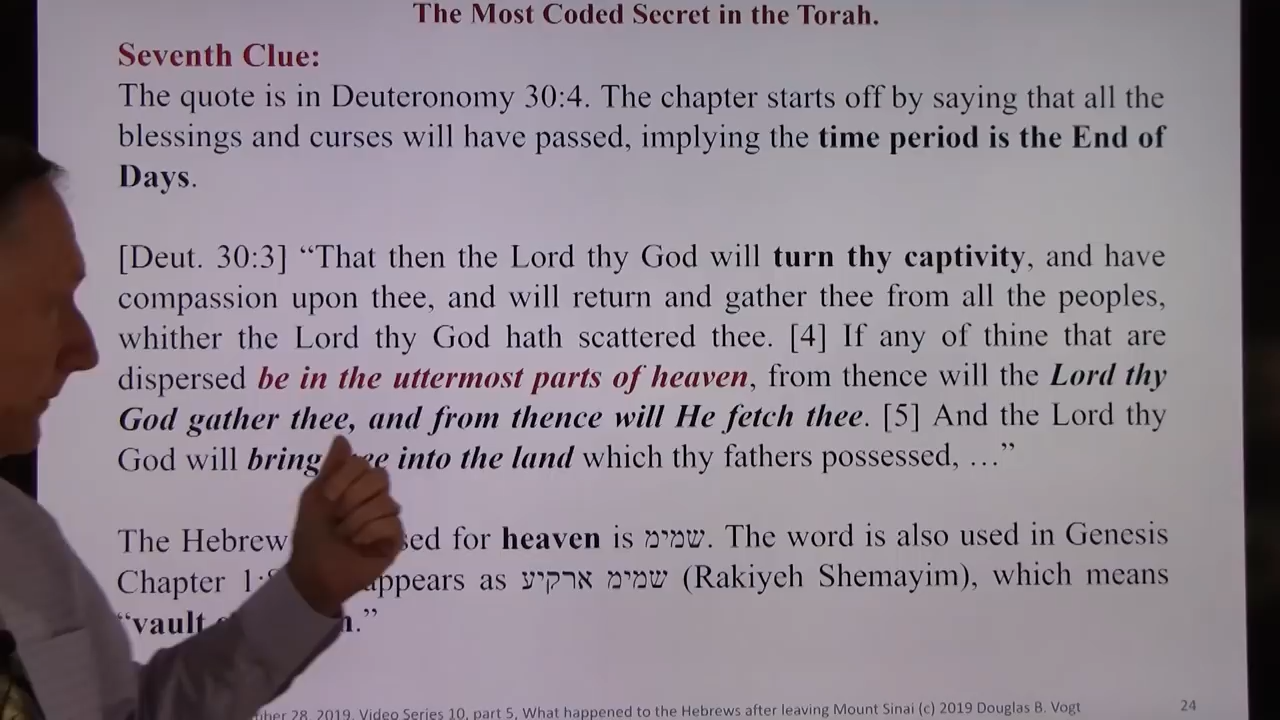 The Most Coded Secret in the Torah.
Seventh Clue:
The quote is in Deuteronomy 30:4. The chapter starts off by saying that all the
blessings and curses will have passed, implying the time period is the End of
Days.
[Deut. 30:3] “That then the Lord thy God will turn thy captivity, and have
compassion upon thee, and will return and gather thee from all the peoples,
whither the Lord thy God hath scattered thee. [4] If any of thine that are
dispersed be in the uttermost parts of heaven, from thence will the Lord thy
God gather thee, and from thence will He fetch thee. [5] And the Lord thy
God will bring into the land which thy fathers possessed, …”
The Hebrew for heaven is שמימ. The word is also used in Genesis
Chapter appears as שמימ ארקיע (Rakiyeh Shemayim), which means
“vault
28, 2019, Video Series 10, part 5, What happened to the Hebrews after leaving Mount Sinai (c) 2019 Douglas B. Vogt
24